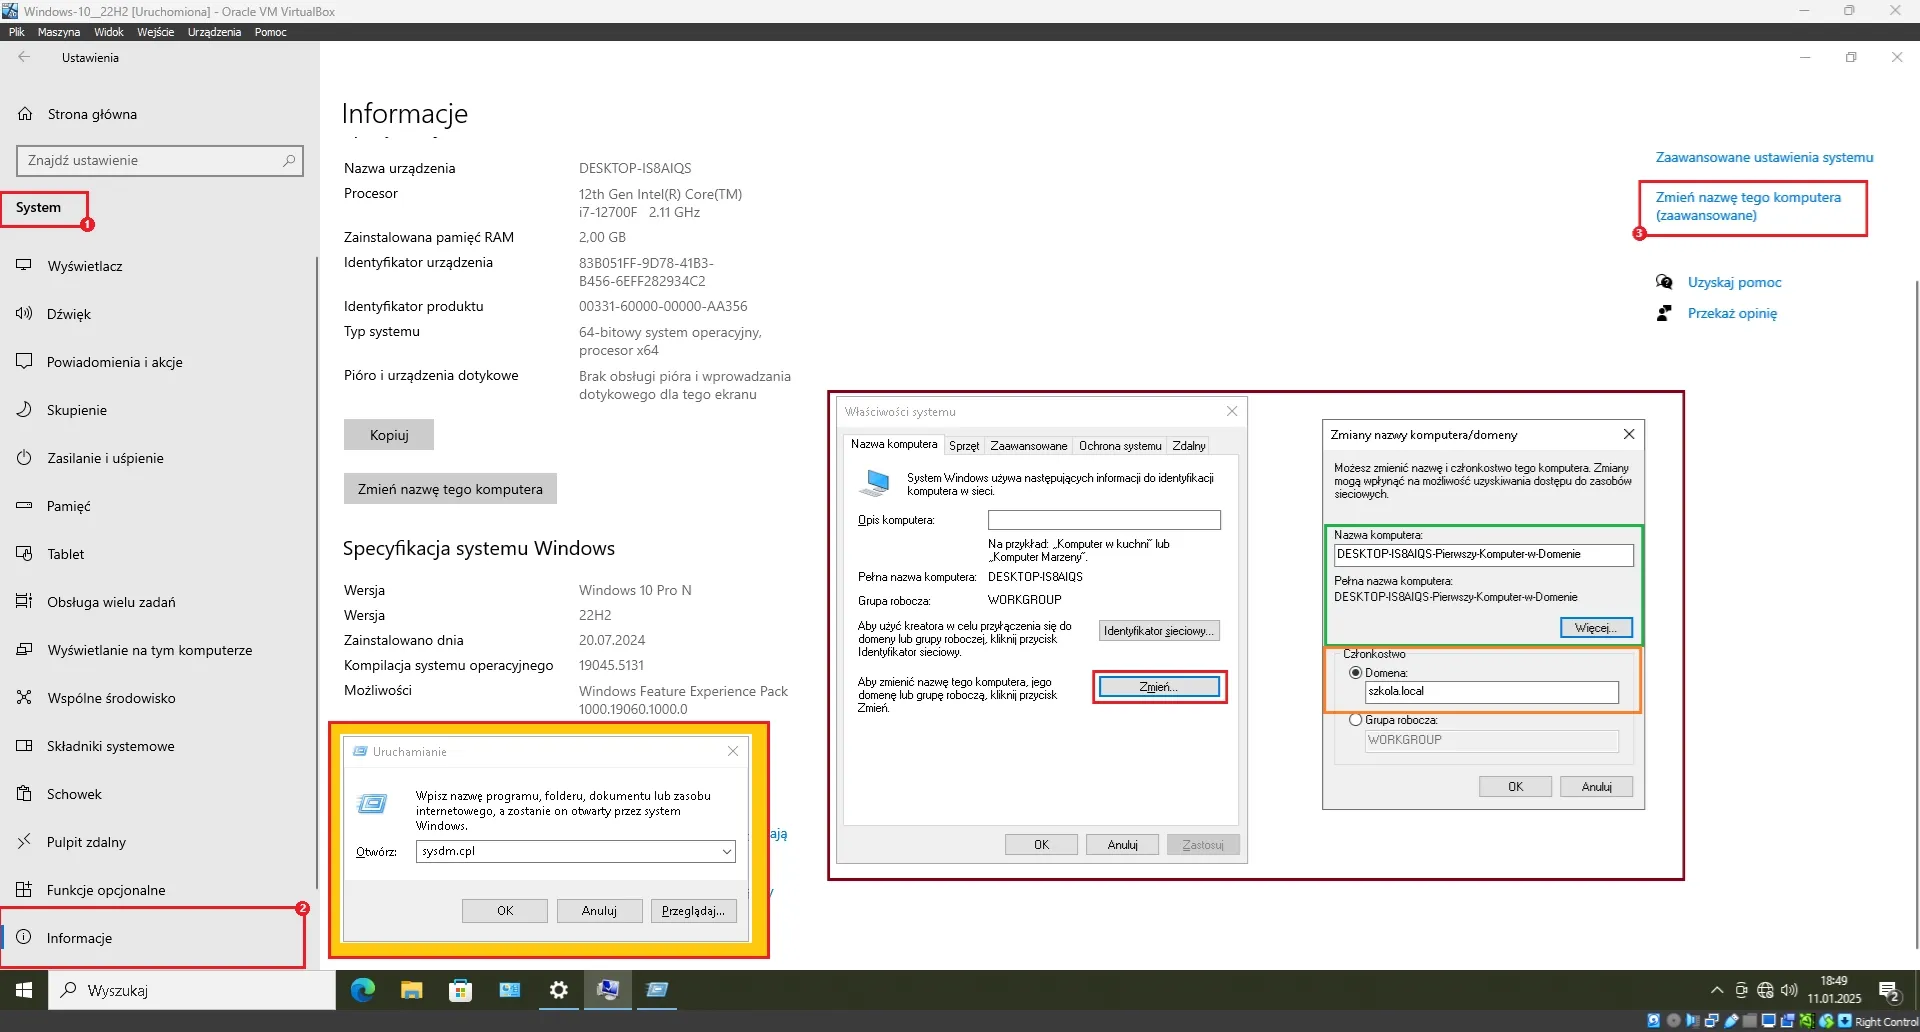 Windows-10__22H2 [Uruchomiona] - Oracle VM VirtualBox
Plik Maszyna Widok Wejście Urządzenia Pomoc
Ustawienia
Strona główna
Znajdź ustawienie
System
1
Wyświetlacz
Dźwięk
Powiadomienia i akcje
Skupienie
Zasilanie i uśpienie
Pamięć
Tablet
Obsługa wielu zadań
Wyświetlanie na tym komputerze
Wspólne środowisko
Składniki systemowe
Schowek
Pulpit zdalny
Funkcje opcjonalne
2
Informacje
Informacje
Nazwa urządzenia DESKTOP-IS8AIQS
Procesor 12th Gen Intel(R) Core(TM)
i7-12700F 2.11 GHz
Zainstalowana pamięć RAM 2,00 GB
Identyfikator urządzenia 83B051FF-9D78-41B3-
B456-6EFF282934C2
Identyfikator produktu 00331-60000-00000-AA356
Typ systemu 64-bitowy system operacyjny,
procesor x64
Pióro i urządzenia dotykowe Brak obsługi pióra i wprowadzania
dotykowego dla tego ekranu
Kopiuj
Zmień nazwę tego komputera
Specyfikacja systemu Windows
Wersja Windows 10 Pro N
Wersja 22H2
Zainstalowano dnia 20.07.2024
Kompilacja systemu operacyjnego 19045.5131
Możliwości Windows Feature Experience Pack
1000.19060.1000.0
Uruchamianie
Wpisz nazwę programu, folderu, dokumentu lub zasobu
internetowego, a zostanie on otwarty przez system
Windows.
Otwórz: sysdm.cpl
OK Anuluj Przeglądaj...
ają
Zaawansowane ustawienia systemu
Zmień nazwę tego komputera
(zaawansowane)
3
Uzyskaj pomoc
Przekaż opinię
Właściwości systemu
Nazwa komputera Sprzęt Zaawansowane Ochrona systemu Zdalny
System Windows używa następujących informacji do identyfikacji
komputera w sieci.
Opis komputera:
Na przykład: „Komputer w kuchni” lub
„Komputer Marzeny”.
Pełna nazwa komputera: DESKTOP-IS8AIQS
Grupa robocza: WORKGROUP
Aby użyć kreatora w celu przyłączenia się do
domeny lub grupy roboczej, kliknij przycisk
Identyfikator sieciowy.
Identyfikator sieciowy...
Aby zmienić nazwę tego komputera, jego
domenę lub grupę roboczą, kliknij przycisk
Zmień.
Zmień...
OK Anuluj Zastosuj
Zmiany nazwy komputera/domeny
Możesz zmienić nazwę i członkostwo tego komputera. Zmiany
mogą wpłynąć na możliwość uzyskiwania dostępu do zasobów
sieciowych.
Nazwa komputera:
DESKTOP-IS8AIQS-Pierwszy-Komputer-w-Domenie
Pełna nazwa komputera:
DESKTOP-IS8AIQS-Pierwszy-Komputer-w-Domenie
Więcej...
Członkostwo
Domena:
szkola.local
Grupa robocza:
WORKGROUP
OK Anuluj
Wyszukaj
18:49
11.01.2025
2
Right Control